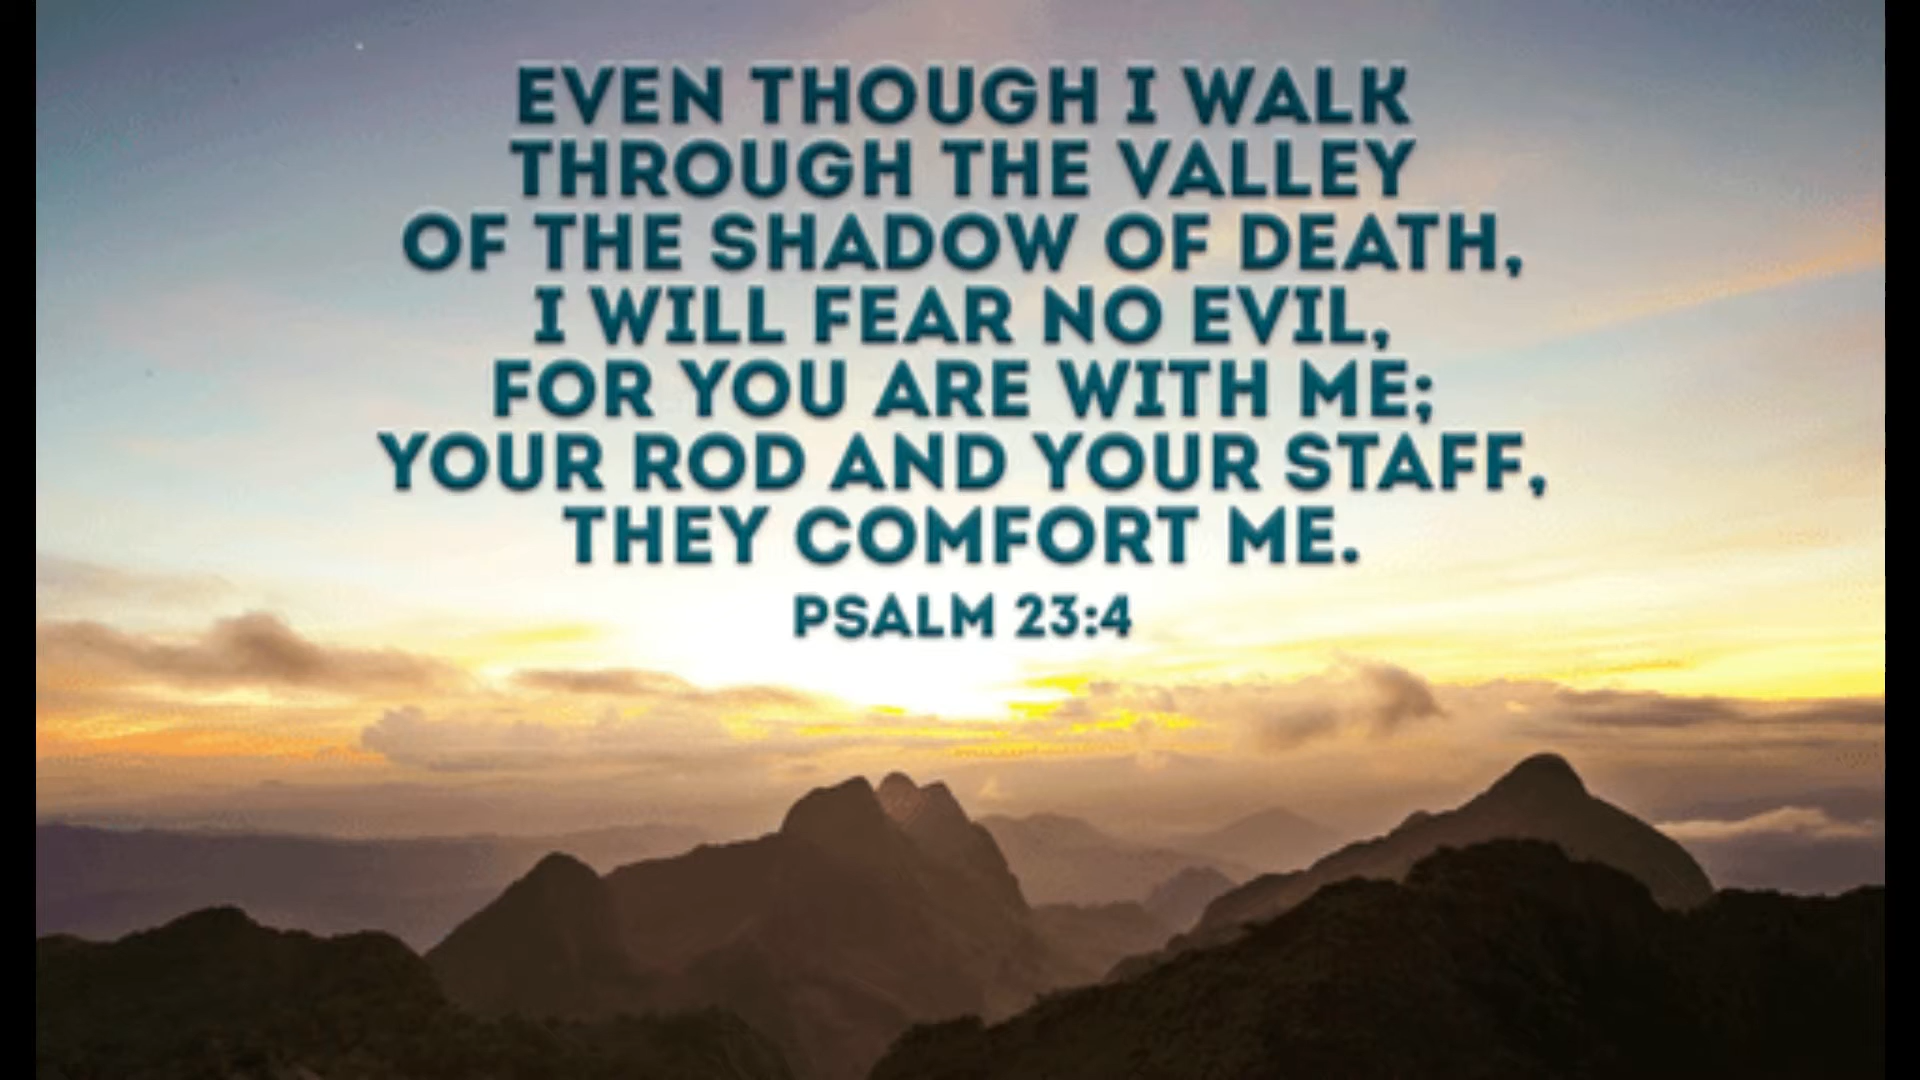 EVEN THOUGH I WALK
THROUGH THE VALLEY
OF THE SHADOW OF DEATH,
I WILL FEAR NO EVIL,
FOR YOU ARE WITH ME;
YOUR ROD AND YOUR STAFF,
THEY COMFORT ME.
PSALM 23:4